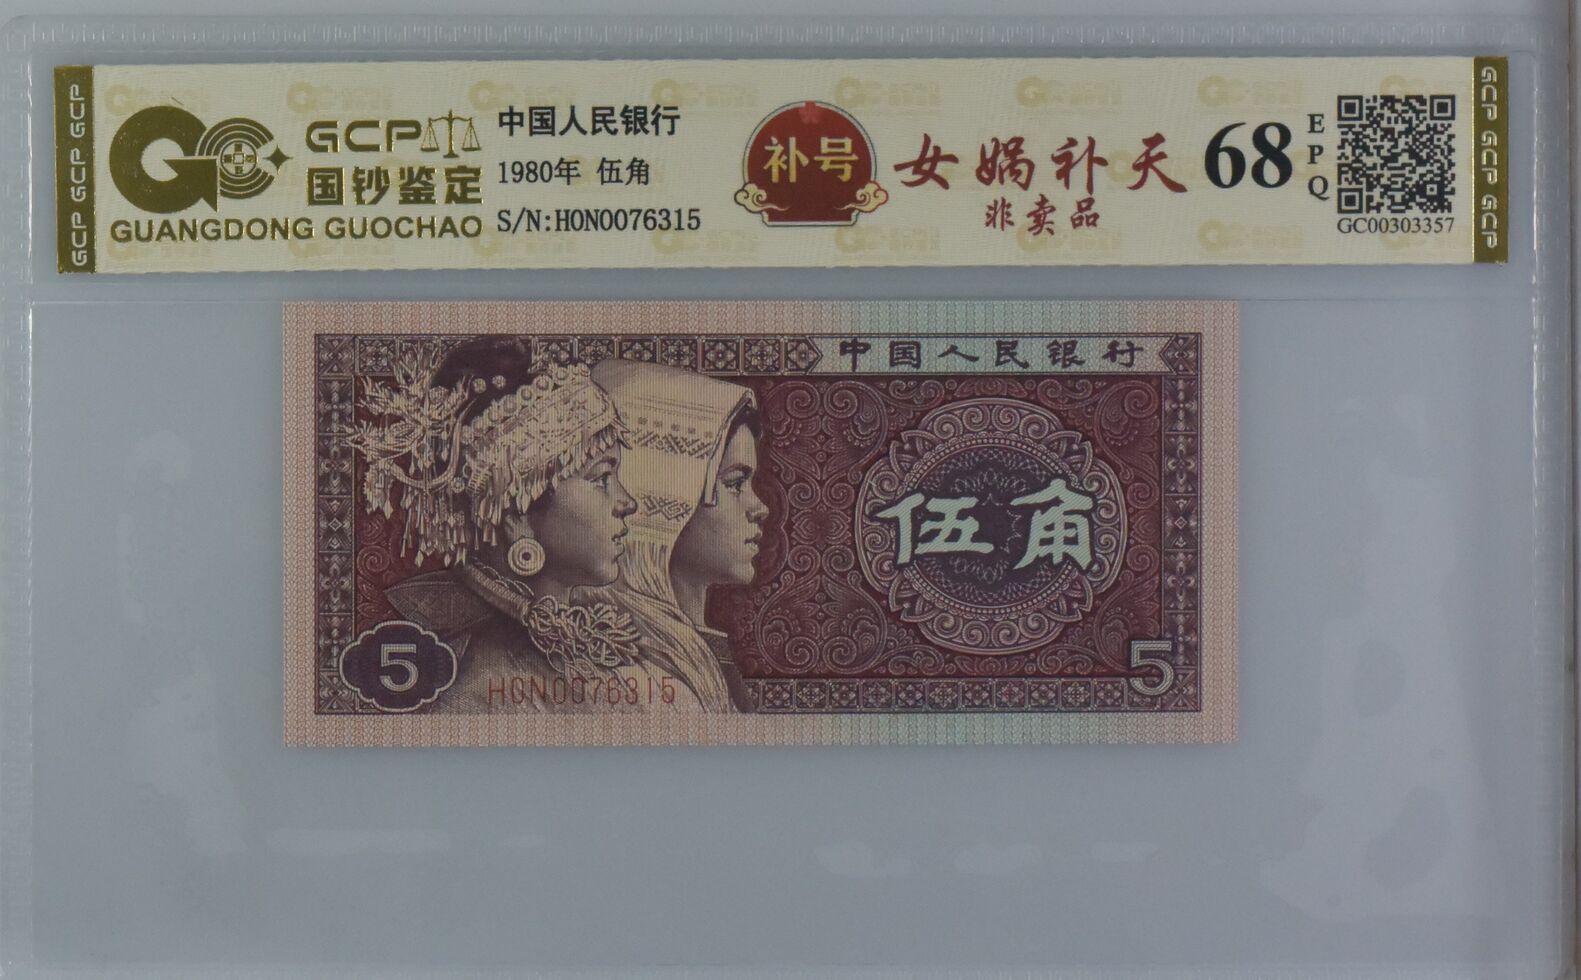 GCP GCP GCP
GCP
国钞鉴定
GUANGDONG GUOCHAO
中国人民银行
1980年 伍角
S/N:H0N0076315
补号
女娲补天
非卖品
68
EPQ
GC00303357
GCP GCP GCP
中国人民银行
伍角
5
H0N0076315
5